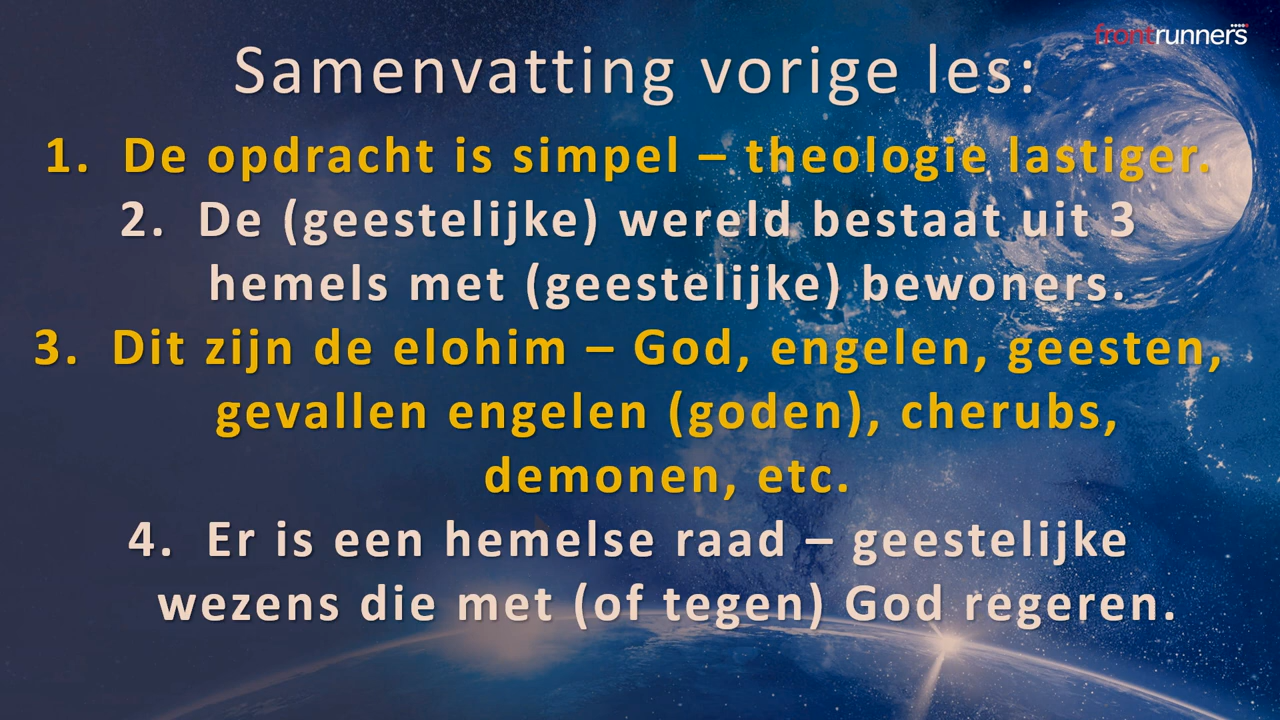 frontrunners
Samenvatting vorige les:
1. De opdracht is simpel – theologie lastiger.
2. De (geestelijke) wereld bestaat uit 3
hemels met (geestelijke) bewoners.
3. Dit zijn de elohim – God, engelen, geesten,
gevallen engelen (goden), cherubs,
demonen, etc.
4. Er is een hemelse raad – geestelijke
wezens die met (of tegen) God regeren.